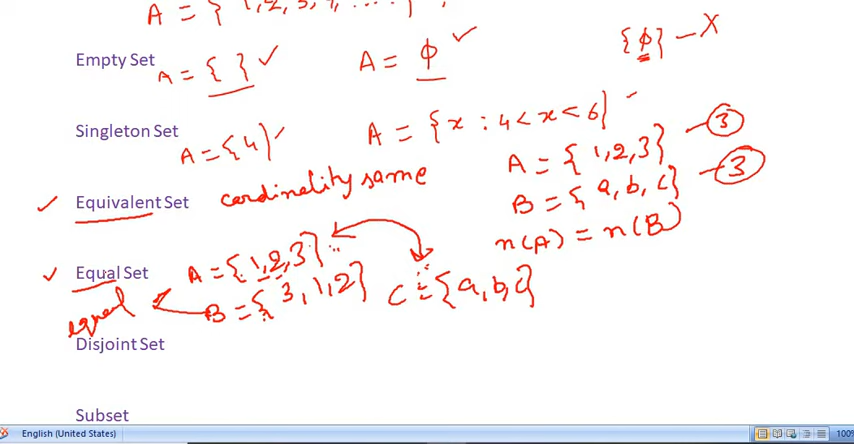 A = { 1, 2, 3, 4, ..... }
Empty Set
A = { }
A = ϕ
{ϕ} - X
Singleton Set
A = {4}
A = {x : 4 < x < 6}
A = {1, 2, 3} - 3
Equivalent Set
cardinality same
B = {a, b, c} - 3
n(A) = n(B)
Equal Set
A = {1, 2, 3}
B = {3, 1, 2}
C = {a, b, c}
equal
Disjoint Set
Subset
English (United States)
100%